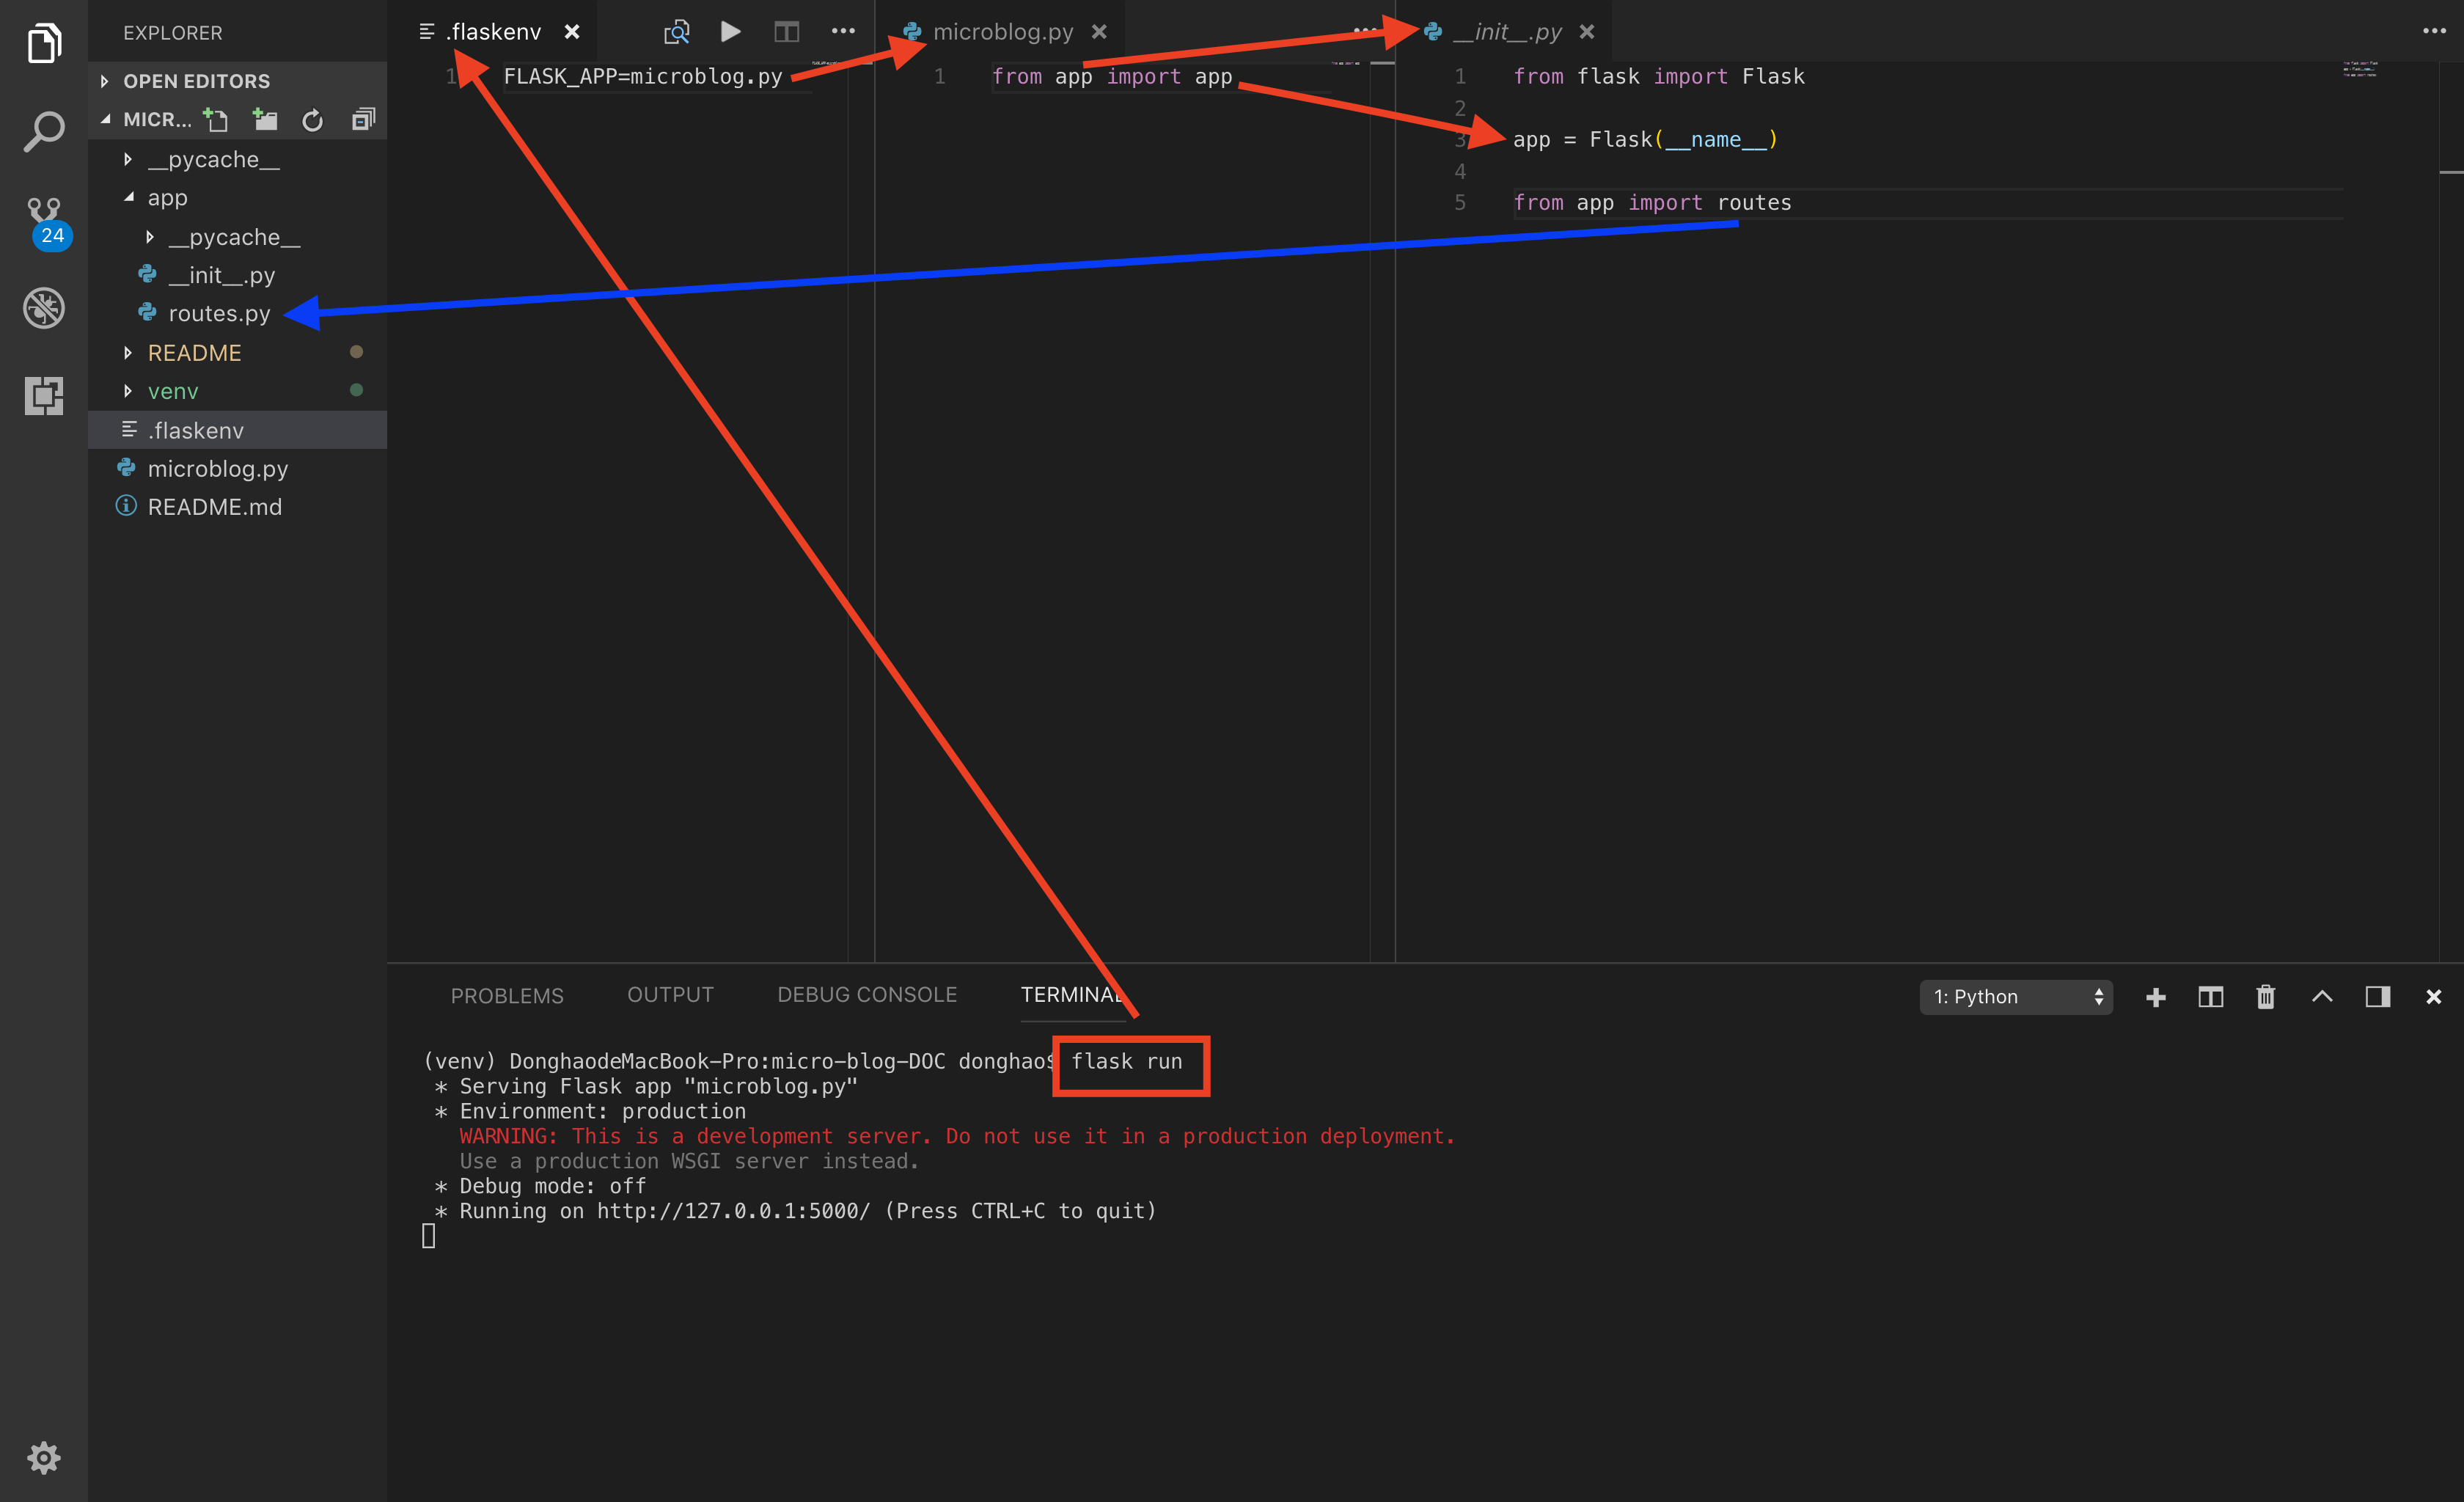 EXPLORER
OPEN EDITORS
MICR...
__pycache__
app
__pycache__
__init__.py
routes.py
README
venv
.flaskenv
microblog.py
README.md
24
.flaskenv
1 FLASK_APP=microblog.py
microblog.py
1 from app import app
__init__.py
1 from flask import Flask
2
3 app = Flask(__name__)
4
5 from app import routes
PROBLEMS OUTPUT DEBUG CONSOLE TERMINAL 1: Python
(venv) DonghaodeMacBook-Pro:micro-blog-DOC donghao$ flask run
* Serving Flask app "microblog.py"
* Environment: production
WARNING: This is a development server. Do not use it in a production deployment.
Use a production WSGI server instead.
* Debug mode: off
* Running on http://127.0.0.1:5000/ (Press CTRL+C to quit)